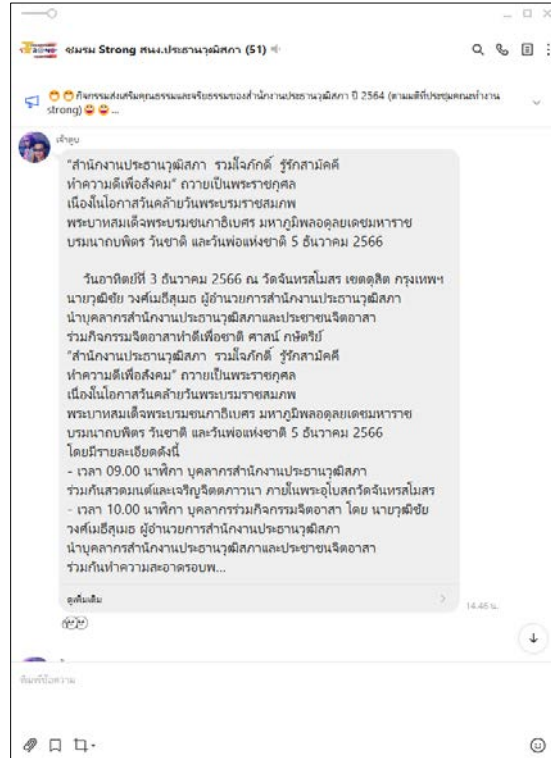 ชมรม Strong สนง.ประธานวุฒิสภา (51)
กิจกรรมส่งเสริมคุณธรรมและจริยธรรมของสำนักงานประธานวุฒิสภา ปี 2564 (ตามมติที่ประชุมคณะทำงาน
strong) ...
เจ้าตูบ
"สำนักงานประธานวุฒิสภา รวมใจภักดิ์ รู้รักสามัคคี
ทำความดีเพื่อสังคม" ถวายเป็นพระราชกุศล
เนื่องในโอกาสวันคล้ายวันพระบรมราชสมภพ
พระบาทสมเด็จพระบรมชนกาธิเบศร มหาภูมิพลอดุลยเดชมหาราช
บรมนาถบพิตร วันชาติ และวันพ่อแห่งชาติ 5 ธันวาคม 2566
วันอาทิตย์ที่ 3 ธันวาคม 2566 ณ วัดจันทรสโมสร เขตดุสิต กรุงเทพฯ
นายวุฒิชัย วงศ์เมธีสุเมธ ผู้อำนวยการสำนักงานประธานวุฒิสภา
นำบุคลากรสำนักงานประธานวุฒิสภาและประชาชนจิตอาสา
ร่วมกิจกรรมจิตอาสาทำดีเพื่อชาติ ศาสน์ กษัตริย์
"สำนักงานประธานวุฒิสภา รวมใจภักดิ์ รู้รักสามัคคี
ทำความดีเพื่อสังคม" ถวายเป็นพระราชกุศล
เนื่องในโอกาสวันคล้ายวันพระบรมราชสมภพ
พระบาทสมเด็จพระบรมชนกาธิเบศร มหาภูมิพลอดุลยเดชมหาราช
บรมนาถบพิตร วันชาติ และวันพ่อแห่งชาติ 5 ธันวาคม 2566
โดยมีรายละเอียดดังนี้
- เวลา 09.00 นาฬิกา บุคลากรสำนักงานประธานวุฒิสภา
ร่วมกันสวดมนต์และเจริญจิตตภาวนา ภายในพระอุโบสถวัดจันทรสโมสร
- เวลา 10.00 นาฬิกา บุคลากรร่วมกิจกรรมจิตอาสา โดย นายวุฒิชัย
วงศ์เมธีสุเมธ ผู้อำนวยการสำนักงานประธานวุฒิสภา
นำบุคลากรสำนักงานประธานวุฒิสภาและประชาชนจิตอาสา
ร่วมกันทำความสะอาดรอบพ...
ดูเพิ่มเติม
14.46 น.
พิมพ์ข้อความ